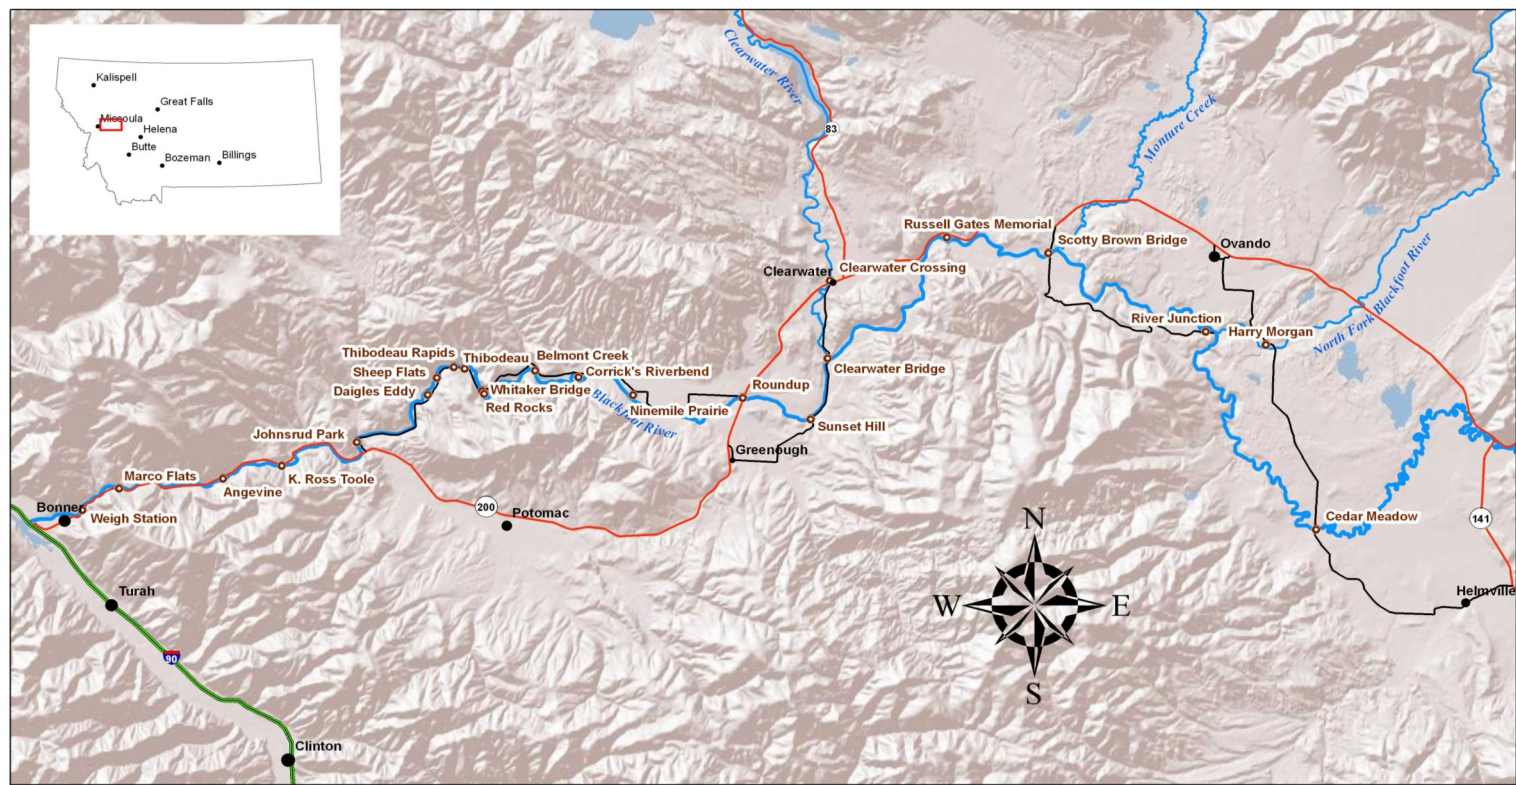 Kalispell
Great Falls
Missoula
Helena
Butte
Bozeman
Billings
Clearwater River
83
Monture Creek
Russell Gates Memorial
Scotty Brown Bridge
Ovando
Clearwater
Clearwater Crossing
North Fork Blackfoot River
River Junction
Harry Morgan
Thibodeau Rapids
Thibodeau
Belmont Creek
Sheep Flats
Corrick's Riverbend
Clearwater Bridge
Daigles Eddy
Whitaker Bridge
Roundup
Red Rocks
Ninemile Prairie
Blackfoot River
Sunset Hill
Johnsrud Park
Greenough
Marco Flats
K. Ross Toole
Angevine
Bonner
Weigh Station
200
Potomac
Cedar Meadow
141
N
W
E
S
Turah
Helmville
90
Clinton